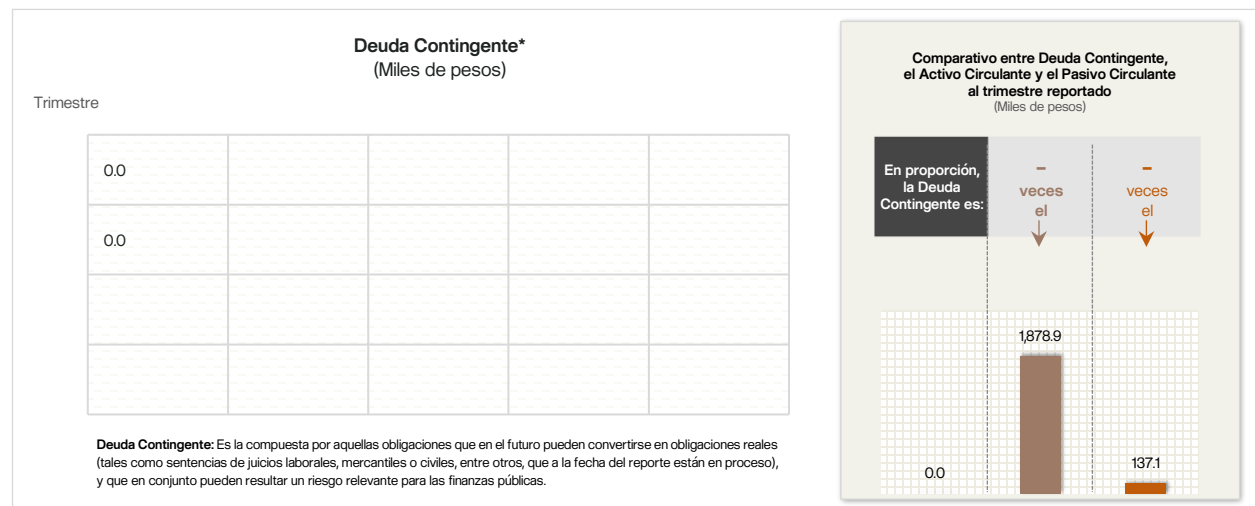 Deuda Contingente*
(Miles de pesos)
Trimestre
0.0
0.0
Deuda Contingente: Es la compuesta por aquellas obligaciones que en el futuro pueden convertirse en obligaciones reales
(tales como sentencias de juicios laborales, mercantiles o civiles, entre otros, que a la fecha del reporte están en proceso),
y que en conjunto pueden resultar un riesgo relevante para las finanzas públicas.
Comparativo entre Deuda Contingente,
el Activo Circulante y el Pasivo Circulante
al trimestre reportado
(Miles de pesos)
En proporción,
la Deuda
Contingente es:
–
veces
el
–
veces
el
1,878.9
0.0
137.1